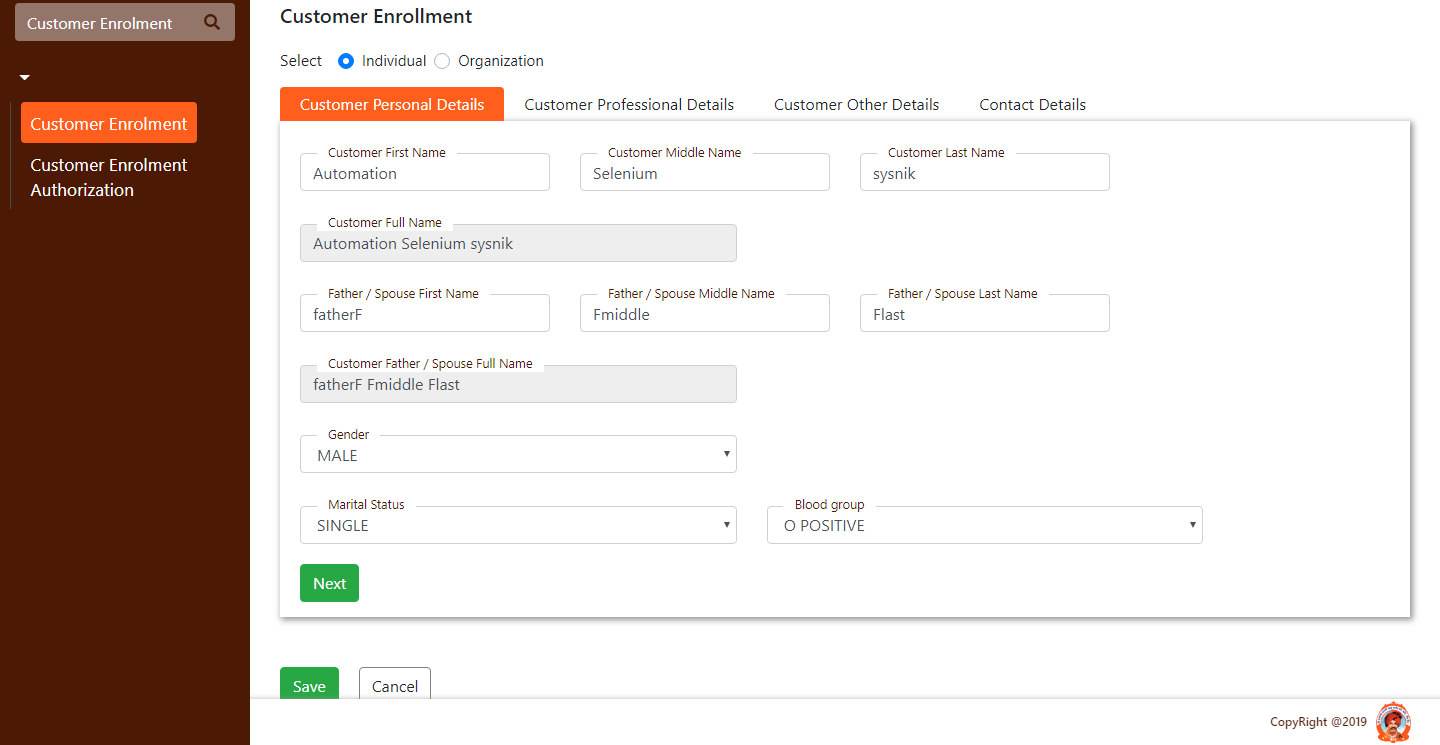 Customer Enrolment
Customer Enrolment
Customer Enrolment
Authorization
Customer Enrollment
Select Individual Organization
Customer Personal Details Customer Professional Details Customer Other Details Contact Details
Customer First Name Customer Middle Name Customer Last Name
Automation Selenium sysnik
Customer Full Name
Automation Selenium sysnik
Father / Spouse First Name Father / Spouse Middle Name Father / Spouse Last Name
fatherF Fmiddle Flast
Customer Father / Spouse Full Name
fatherF Fmiddle Flast
Gender
MALE
Marital Status Blood group
SINGLE O POSITIVE
Next
Save Cancel
CopyRight @2019